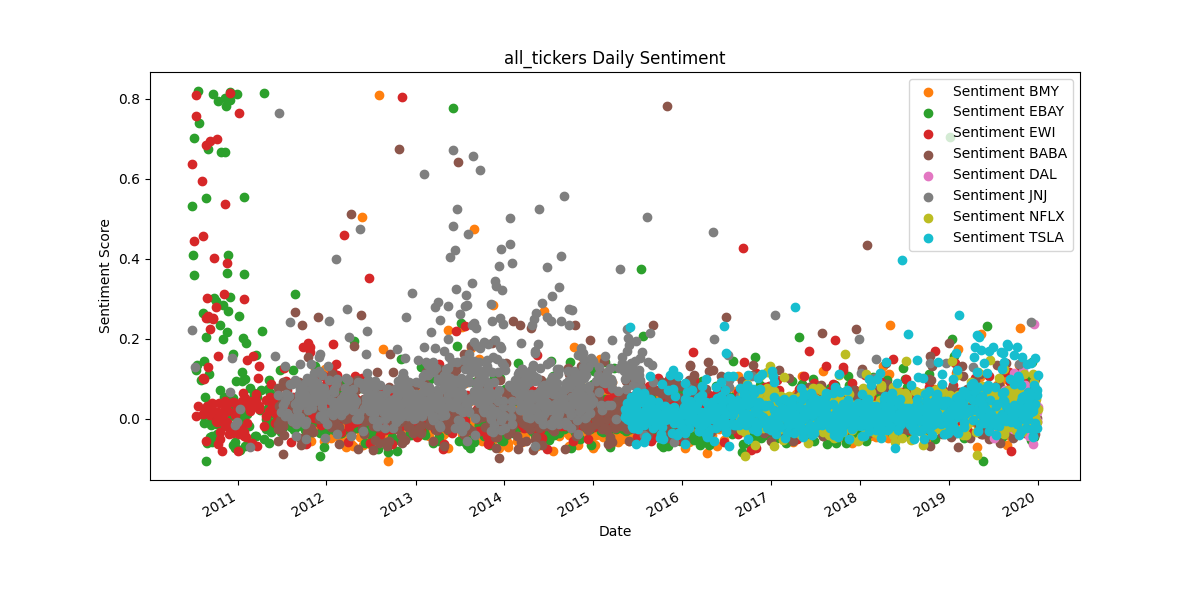 all_tickers Daily Sentiment
Sentiment Score
0.8
0.6
0.4
0.2
0.0
Sentiment BMY
Sentiment EBAY
Sentiment EWI
Sentiment BABA
Sentiment DAL
Sentiment JNJ
Sentiment NFLX
Sentiment TSLA
2011
2012
2013
2014
2015
2016
2017
2018
2019
2020
Date